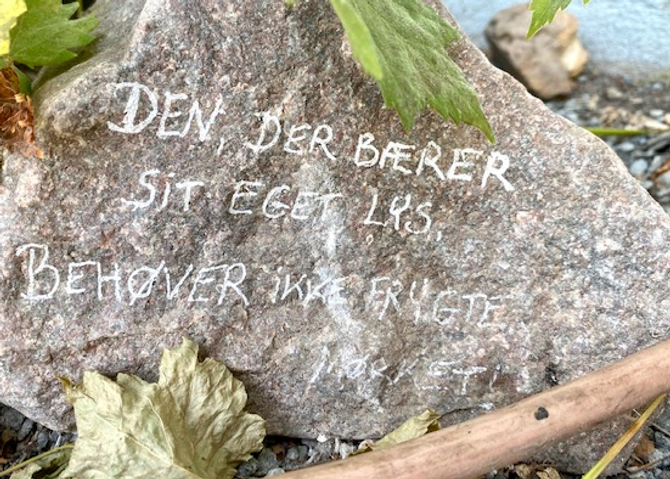 DEN, DER BÆRER
SIT EGET LYS,
BEHØVER IKKE FRYGTE
MØRKET!